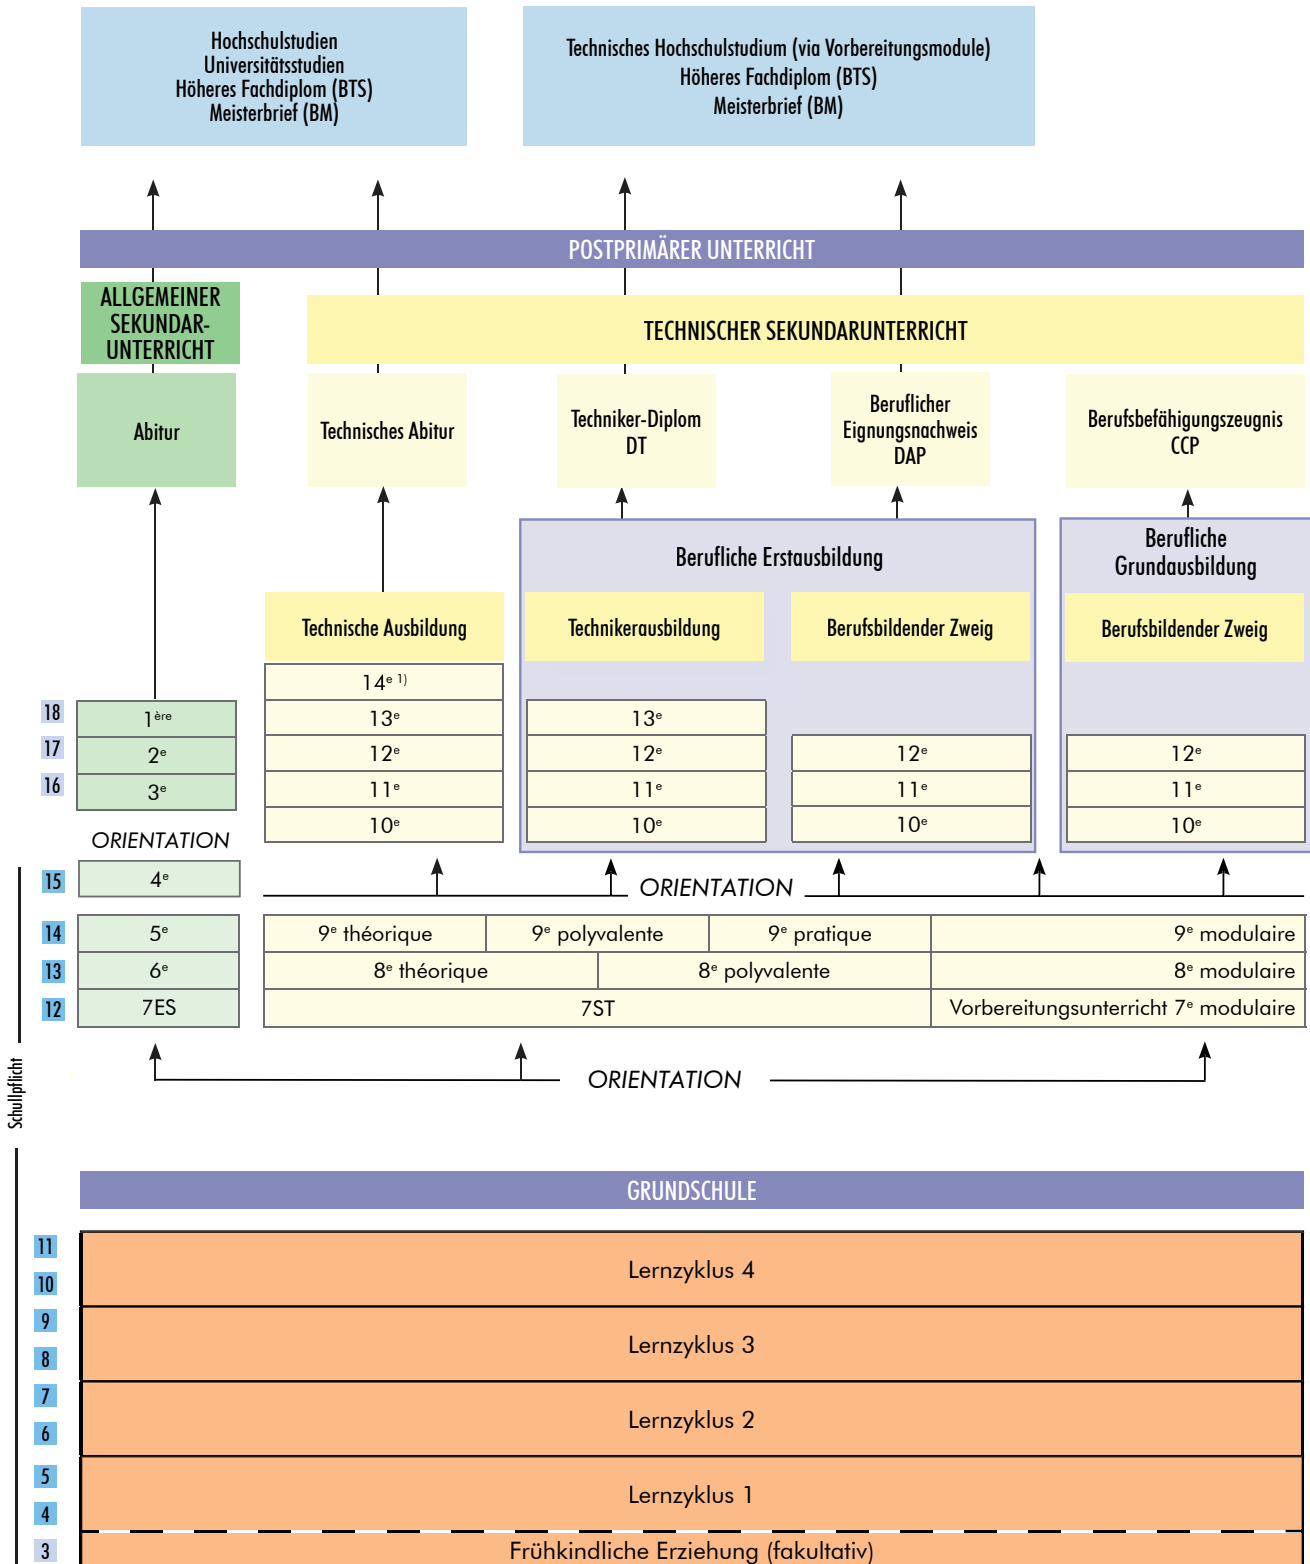 Hochschulstudien
Universitätsstudien
Höheres Fachdiplom (BTS)
Meisterbrief (BM)
Technisches Hochschulstudium (via Vorbereitungsmodule)
Höheres Fachdiplom (BTS)
Meisterbrief (BM)
POSTPRIMÄRER UNTERRICHT
ALLGEMEINER
SEKUNDAR-
UNTERRICHT
TECHNISCHER SEKUNDARUNTERRICHT
Abitur
Technisches Abitur
Techniker-Diplom
DT
Beruflicher
Eignungsnachweis
DAP
Berufsbefähigungszeugnis
CCP
Berufliche Erstausbildung
Berufliche
Grundausbildung
Technische Ausbildung
Technikerausbildung
Berufsbildender Zweig
Berufsbildender Zweig
14e 1)
18 1ère 13e 13e
17 2e 12e 12e 12e 12e
16 3e 11e 11e 11e 11e
10e 10e 10e 10e
ORIENTATION
15 4e
ORIENTATION
14 5e 9e théorique 9e polyvalente 9e pratique 9e modulaire
13 6e 8e théorique 8e polyvalente 8e modulaire
12 7ES 7ST Vorbereitungsunterricht 7e modulaire
ORIENTATION
Schullpflicht
GRUNDSCHULE
11
10
Lernzyklus 4
9
8
Lernzyklus 3
7
6
Lernzyklus 2
5
4
Lernzyklus 1
3 Frühkindliche Erziehung (fakultativ)